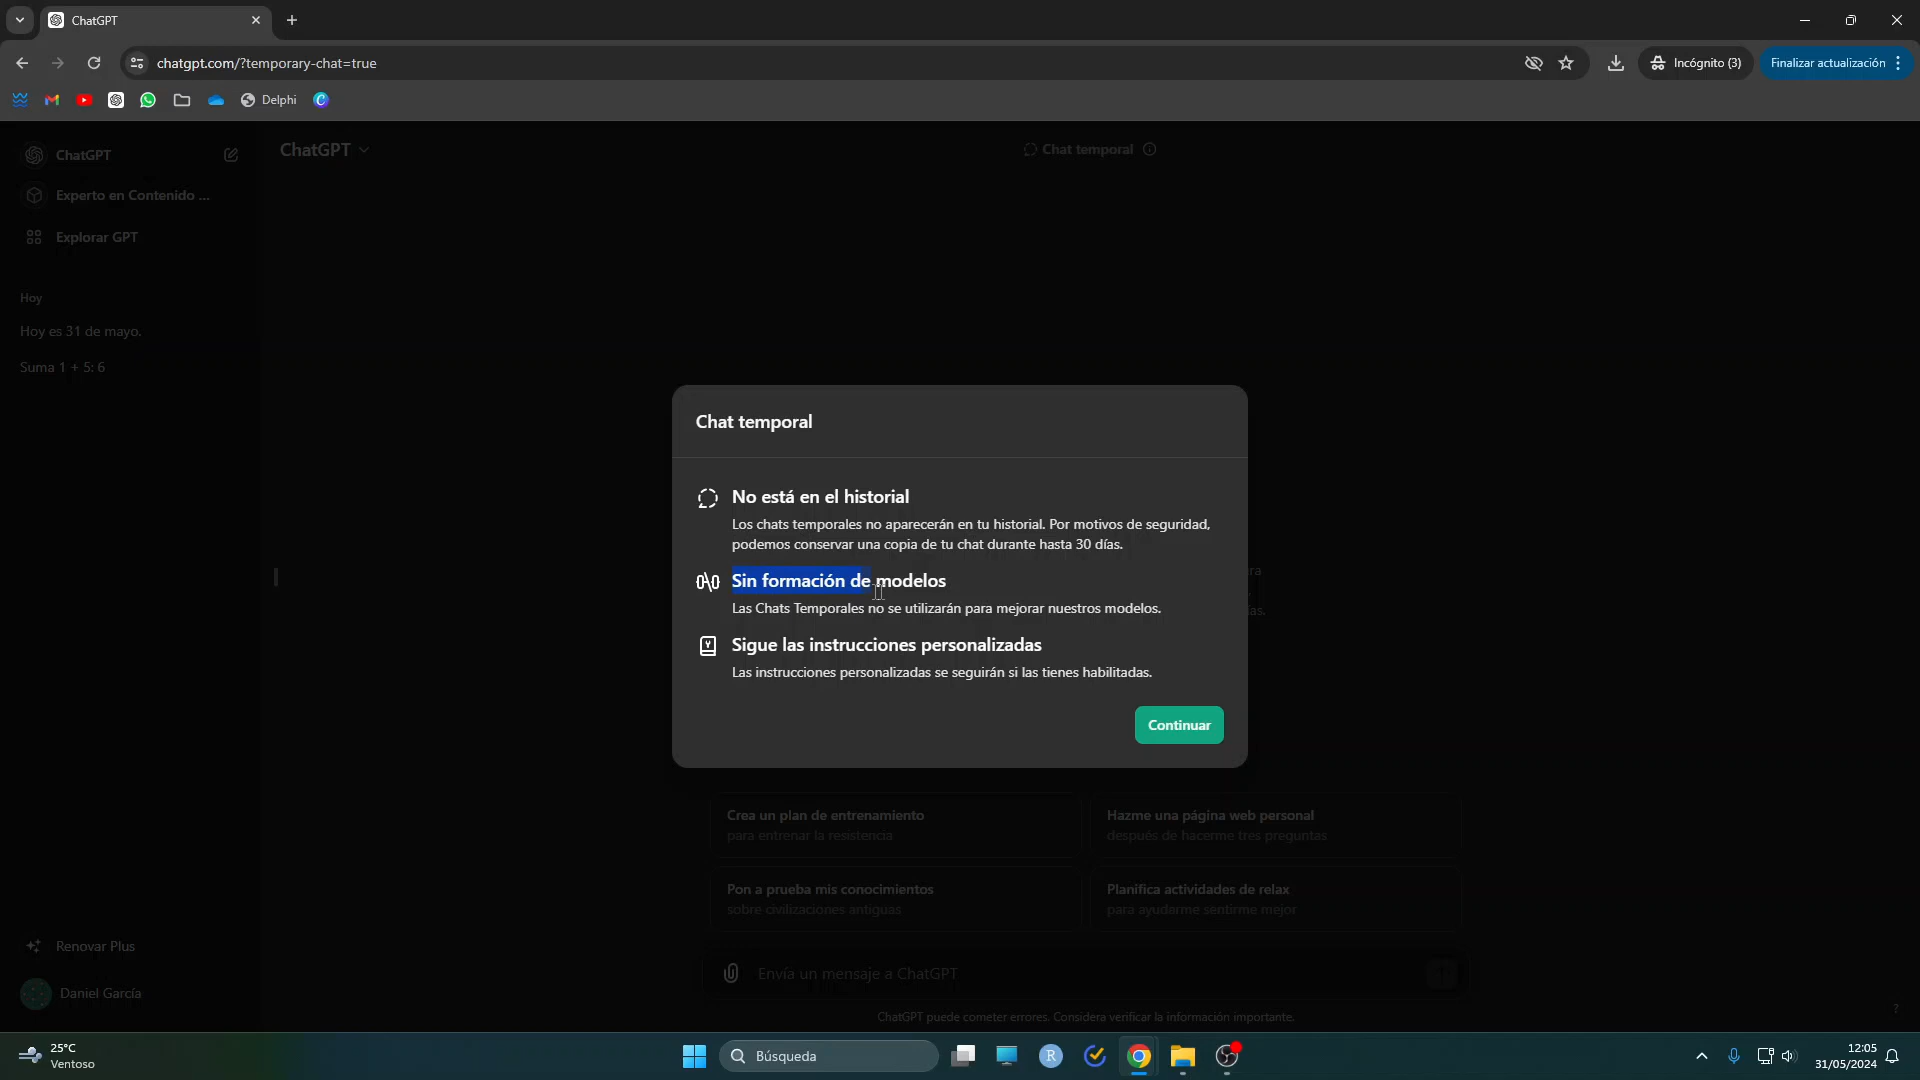 ChatGPT
chatgpt.com/?temporary-chat=true
Incógnito (3)
Finalizar actualización
Delphi
ChatGPT
Experto en Contenido ...
Explorar GPT
Hoy
Hoy es 31 de mayo.
Suma 1 + 5: 6
ChatGPT
Chat temporal
Chat temporal
No está en el historial
Los chats temporales no aparecerán en tu historial. Por motivos de seguridad,
podemos conservar una copia de tu chat durante hasta 30 días.
Sin formación de modelos
Las Chats Temporales no se utilizarán para mejorar nuestros modelos.
Sigue las instrucciones personalizadas
Las instrucciones personalizadas se seguirán si las tienes habilitadas.
Continuar
Crea un plan de entrenamiento
para entrenar la resistencia
Hazme una página web personal
después de hacerme tres preguntas
Pon a prueba mis conocimientos
sobre civilizaciones antiguas
Planifica actividades de relax
para ayudarme sentirme mejor
Envía un mensaje a ChatGPT
ChatGPT puede cometer errores. Considera verificar la información importante.
?
Renovar Plus
Daniel García
25°C
Ventoso
Búsqueda
R
12:05
31/05/2024